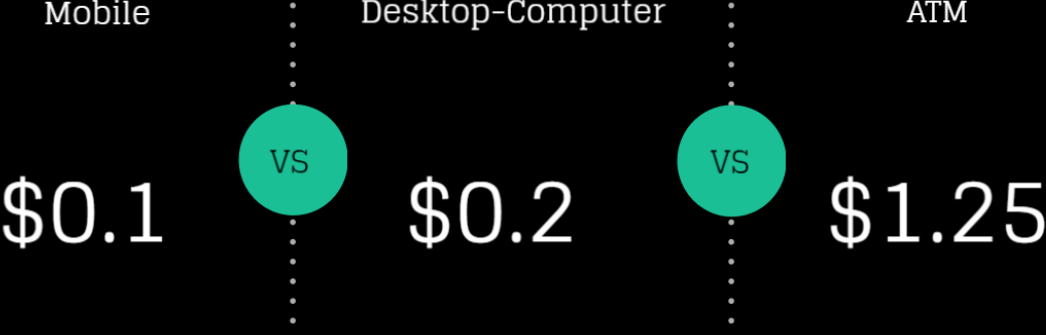 Mobile
Desktop-Computer
ATM
VS
VS
$0.1
$0.2
$1.25